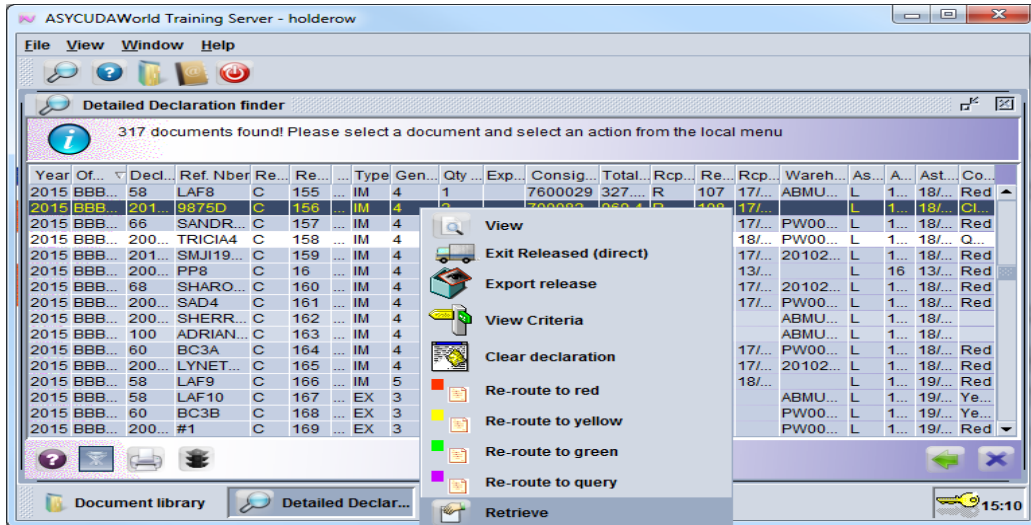 ASYCUDAWorld Training Server - holderow
File View Window Help
Detailed Declaration finder
317 documents found! Please select a document and select an action from the local menu
Year Of... Decl... Ref. Nber Re... Re... ... Type Gen... Qty ... Exp... Consig... Total... Rcp... Re ... Rcp... Wareh... As... A... Ast... Co...
2015 BBB... 58 LAF8 C 155 ... IM 4 1 7600029 327.... R 107 17/... ABMU... L 1... 18/... Red
2015 BBB... 201... 9875D C 156 ... IM 4 17/... L 1... 18/... Cl...
2015 BBB... 66 SANDR... C 157 ... IM 4 17/... PW00... L 1... 18/... Red
2015 BBB... 200... TRICIA4 C 158 ... IM 4 18/... PW00... L 1... 18/... Q...
2015 BBB... 201... SMJI19... C 159 ... IM 4 17/... 20102... L 1... 18/... Red
2015 BBB... 200... PP8 C 16 ... IM 4 13/... L 16 13/... Red
2015 BBB... 68 SHARO... C 160 ... IM 4 17/... 20102... L 1... 18/... Red
2015 BBB... 200... SAD4 C 161 ... IM 4 17/... PW00... L 1... 18/... Red
2015 BBB... 200... SHERR... C 162 ... IM 4 ABMU... L 1... 18/...
2015 BBB... 100 ADRIAN... C 163 ... IM 4 ABMU... L 1... 18/...
2015 BBB... 60 BC3A C 164 ... IM 4 17/... PW00... L 1... 18/... Red
2015 BBB... 200... LYNET... C 165 ... IM 4 17/... 20102... L 1... 18/... Red
2015 BBB... 58 LAF9 C 166 ... IM 5 18/... L 1... 19/... Red
2015 BBB... 58 LAF10 C 167 ... EX 3 ABMU... L 1... 19/... Ye...
2015 BBB... 60 BC3B C 168 ... EX 3 PW00... L 1... 19/... Ye...
2015 BBB... 200... #1 C 169 ... EX 3 PW00... L 1... 19/... Red
View
Exit Released (direct)
Export release
View Criteria
Clear declaration
Re-route to red
Re-route to yellow
Re-route to green
Re-route to query
Retrieve
Document library Detailed Declar... 15:10